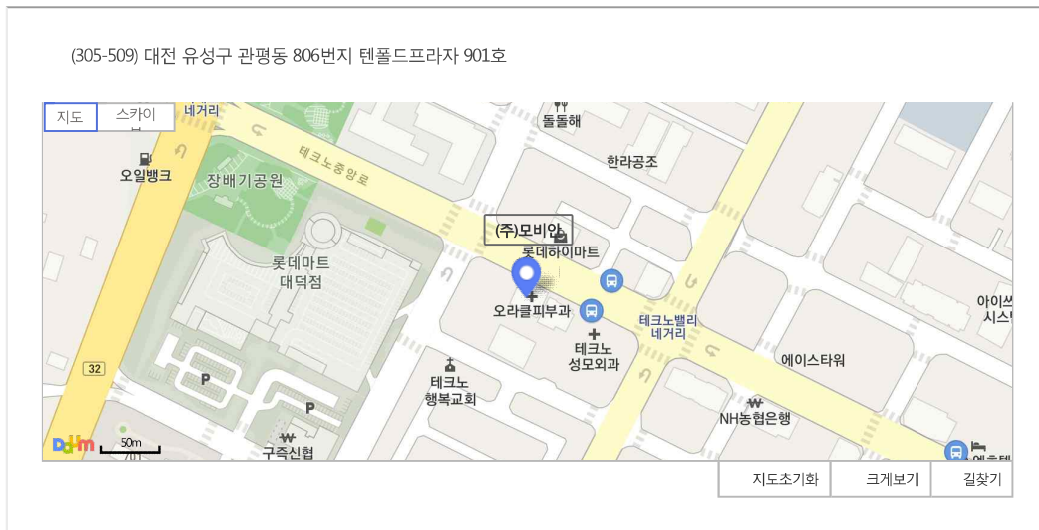 (305-509) 대전 유성구 관평동 806번지 텐폴드프라자 901호
지도
스카이
네거리
돌돌해
오일뱅크
장배기공원
테크노중앙로
한라공조
(주)모비안
롯데하이마트
롯데마트
대덕점
오라클피부과
테크노밸리
네거리
아이쓰
시스
테크노
성모외과
에이스타워
32
P
테크노
행복교회
P
NH농협은행
구즉신협
Daum
50m
지도초기화
크게보기
길찾기